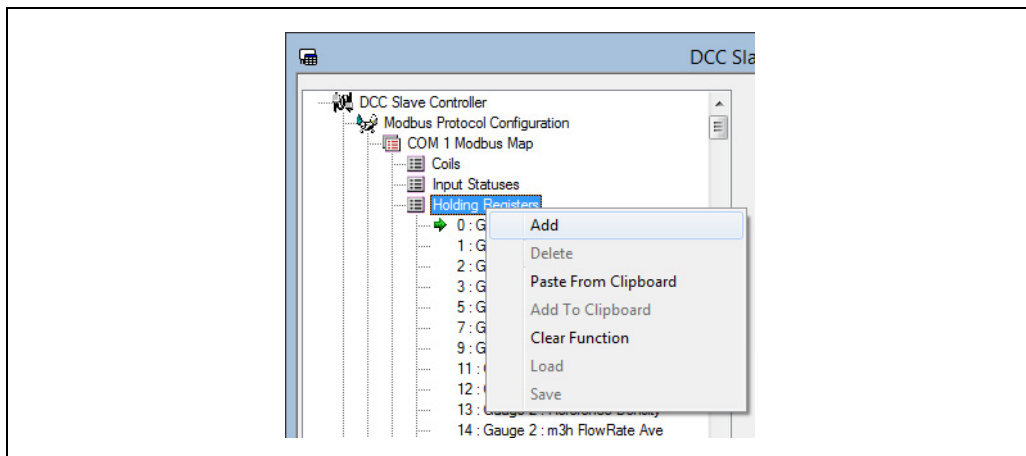 DCC Sla
DCC Slave Controller
Modbus Protocol Configuration
COM 1 Modbus Map
Coils
Input Statuses
Holding Registers
0 : G
1 : G
2 : G
3 : G
5 : G
7 : G
9 : G
11 :
12 :
13 : Gauge 2 : Reference Density
14 : Gauge 2 : m3h FlowRate Ave
Add
Delete
Paste From Clipboard
Add To Clipboard
Clear Function
Load
Save